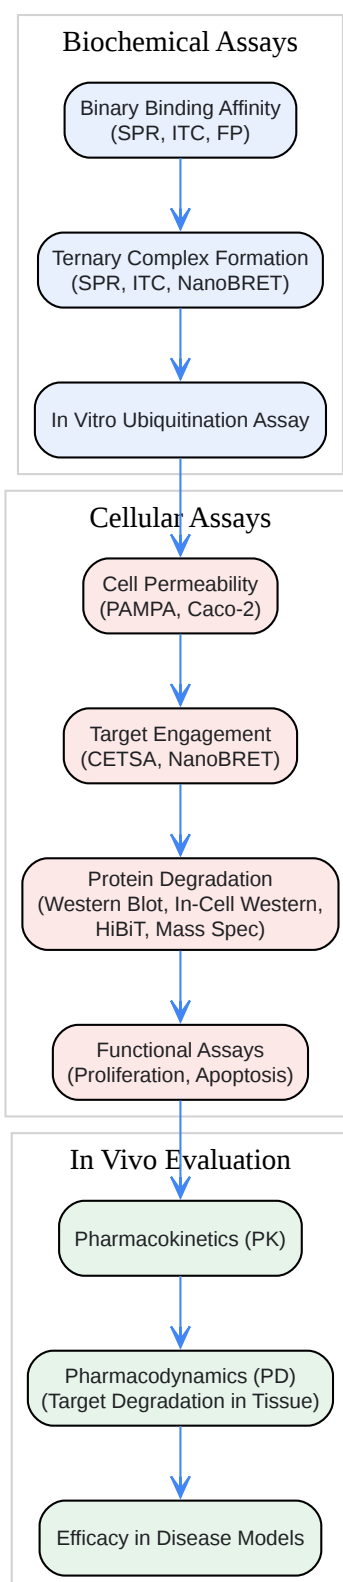 Biochemical Assays
Binary Binding Affinity
(SPR, ITC, FP)
Ternary Complex Formation
(SPR, ITC, NanoBRET)
In Vitro Ubiquitination Assay
Cellular Assays
Cell Permeability
(PAMPA, Caco-2)
Target Engagement
(CETSA, NanoBRET)
Protein Degradation
(Western Blot, In-Cell Western,
HiBiT, Mass Spec)
Functional Assays
(Proliferation, Apoptosis)
In Vivo Evaluation
Pharmacokinetics (PK)
Pharmacodynamics (PD)
(Target Degradation in Tissue)
Efficacy in Disease Models